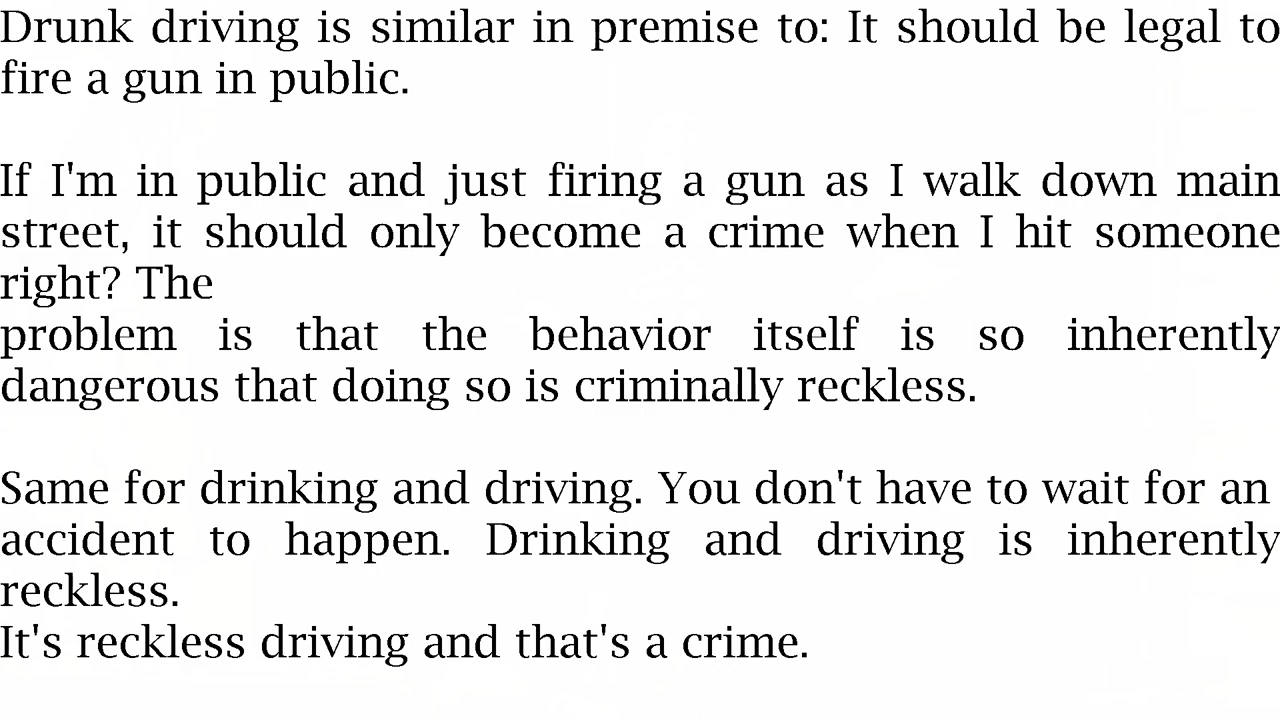 Drunk driving is similar in premise to: It should be legal to
fire a gun in public.
If I'm in public and just firing a gun as I walk down main
street, it should only become a crime when I hit someone
right? The
problem is that the behavior itself is so inherently
dangerous that doing so is criminally reckless.
Same for drinking and driving. You don't have to wait for an
accident to happen. Drinking and driving is inherently
reckless.
It's reckless driving and that's a crime.